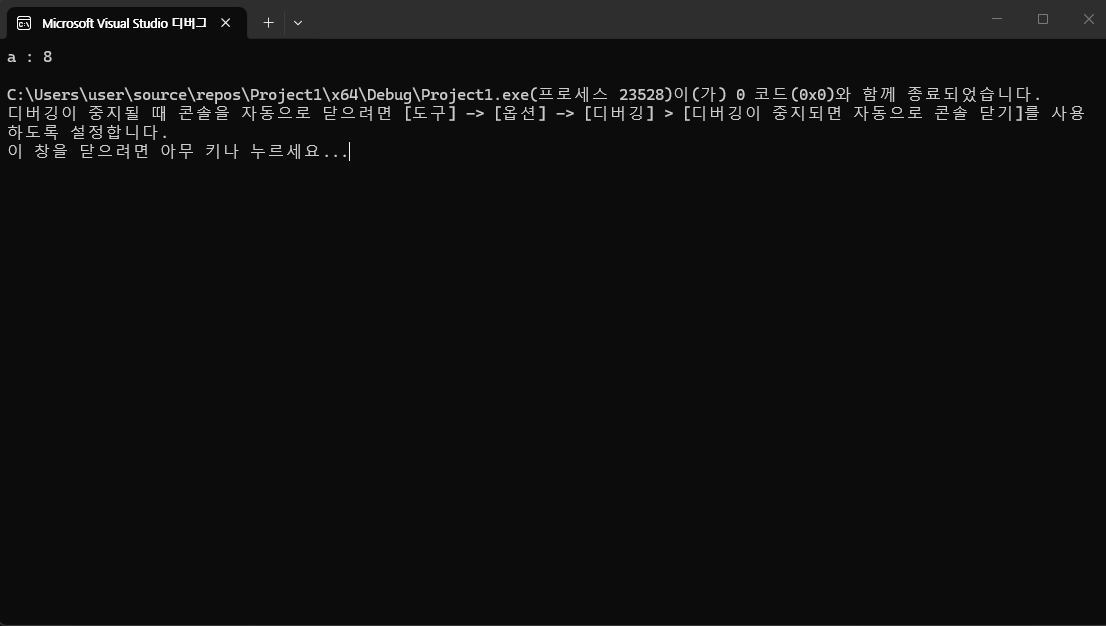 Microsoft Visual Studio 디버그
a : 8
C:\Users\user\source\repos\Project1\x64\Debug\Project1.exe(프로세스 23528)이(가) 0 코드(0x0)와 함께 종료되었습니다.
디버깅이 중지될 때 콘솔을 자동으로 닫으려면 [도구] -> [옵션] -> [디버깅] > [디버깅이 중지되면 자동으로 콘솔 닫기]를 사용
하도록 설정합니다.
이 창을 닫으려면 아무 키나 누르세요...